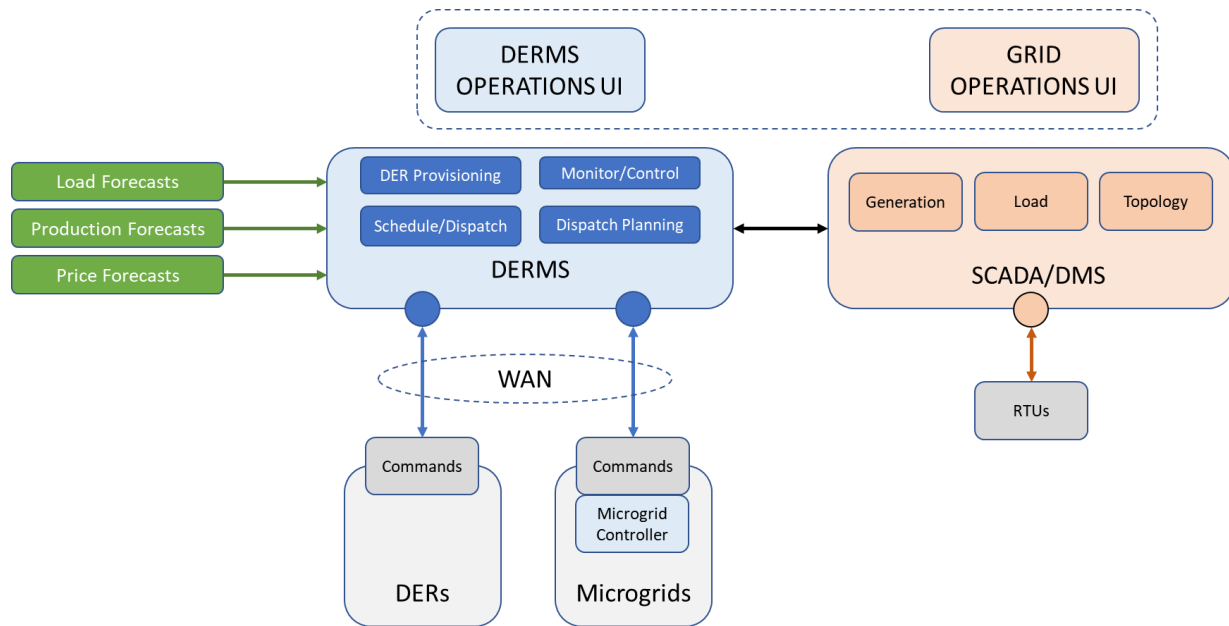 DERMS
OPERATIONS UI
GRID
OPERATIONS UI
Load Forecasts
Production Forecasts
Price Forecasts
DER Provisioning
Monitor/Control
Schedule/Dispatch
Dispatch Planning
DERMS
Generation
Load
Topology
SCADA/DMS
WAN
RTUs
Commands
DERs
Commands
Microgrid
Controller
Microgrids